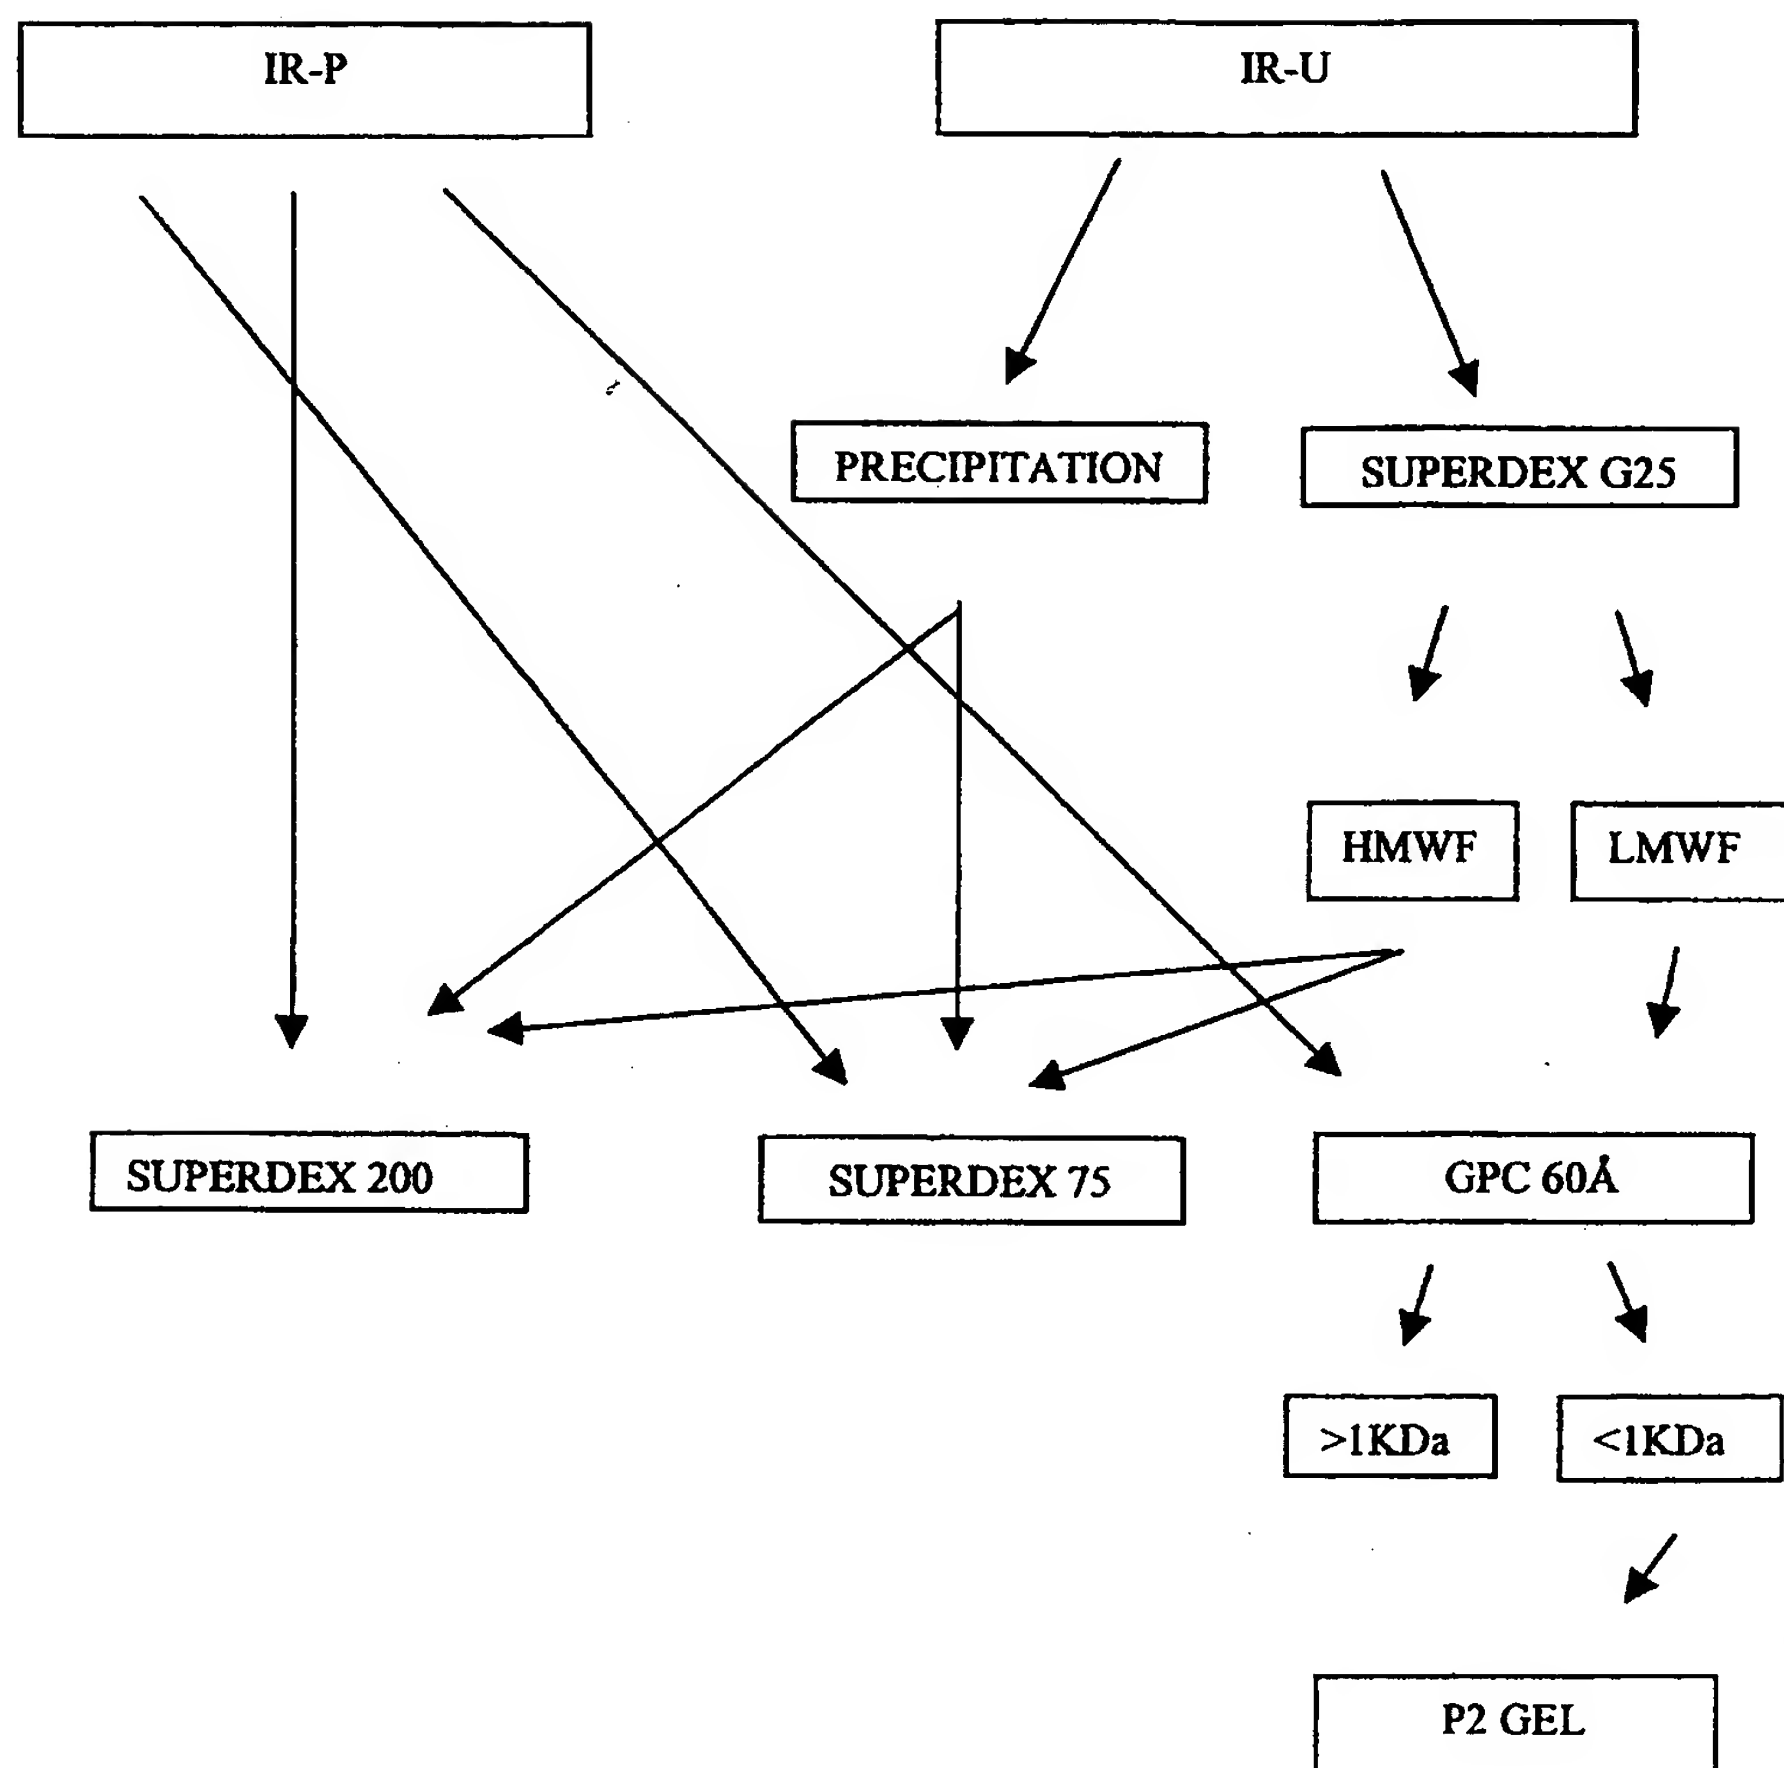 IR-P
IR-U
PRECIPITATION
SUPERDEX G25
HMWF
LMWF
SUPERDEX 200
SUPERDEX 75
GPC 60Å
>1KDa
<1KDa
P2 GEL